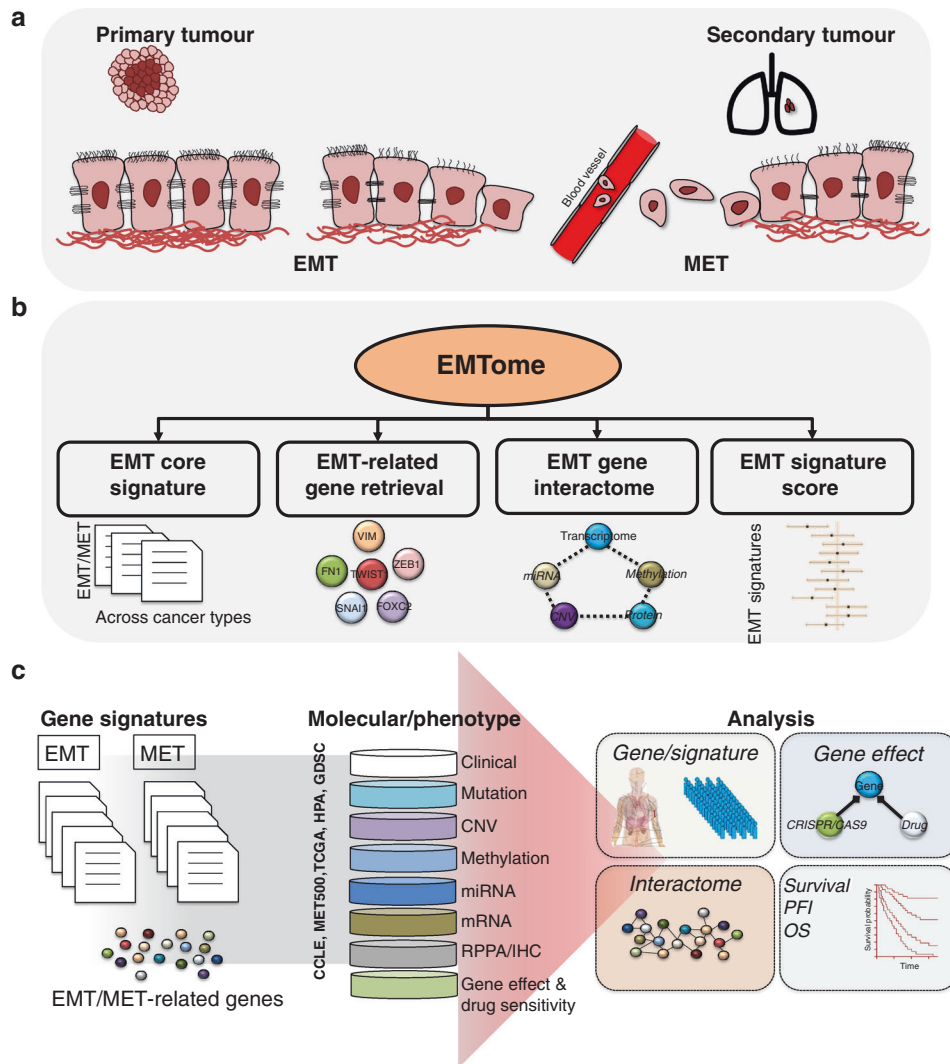 a
Primary tumour
Secondary tumour
Blood vessel
EMT
MET
b
EMTome
EMT core
signature
EMT-related
gene retrieval
EMT gene
interactome
EMT signature
score
EMT/MET
Across cancer types
VIM
FN1
TWIST1
ZEB1
SNAI1
FOXC2
Transcriptome
miRNA
Methylation
CNV
Protein
EMT signatures
c
Gene signatures
EMT
MET
EMT/MET-related genes
Molecular/phenotype
CCLE, MET500,TCGA, HPA, GDSC
Clinical
Mutation
CNV
Methylation
miRNA
mRNA
RPPA/IHC
Gene effect &
drug sensitivity
Analysis
Gene/signature
Gene effect
Gene
CRISPR/CAS9
Drug
Interactome
Survival
PFI
OS
Survival probability
Time